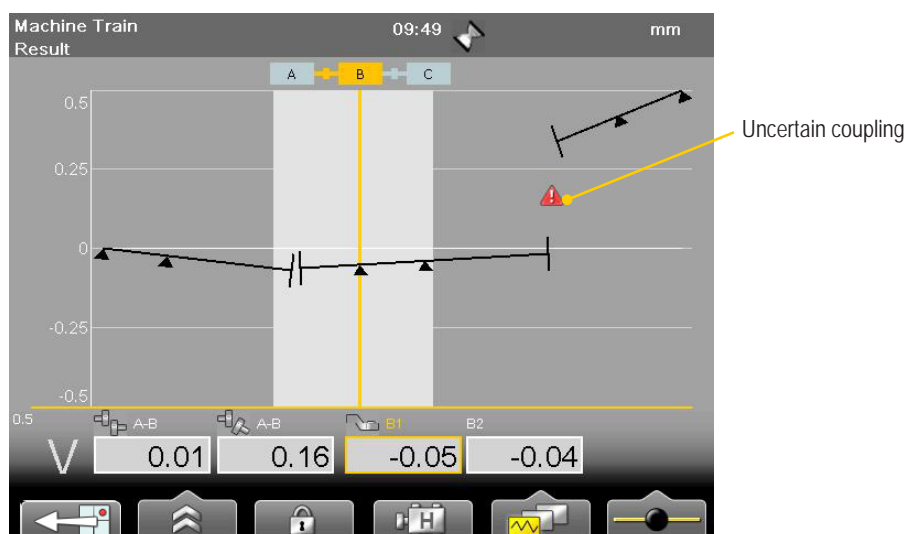 Machine Train 09:49 mm
Result
A B C
0.5
Uncertain coupling
0.25
0
-0.25
-0.5
0.5 A-B A-B B1 B2
V 0.01 0.16 -0.05 -0.04
H